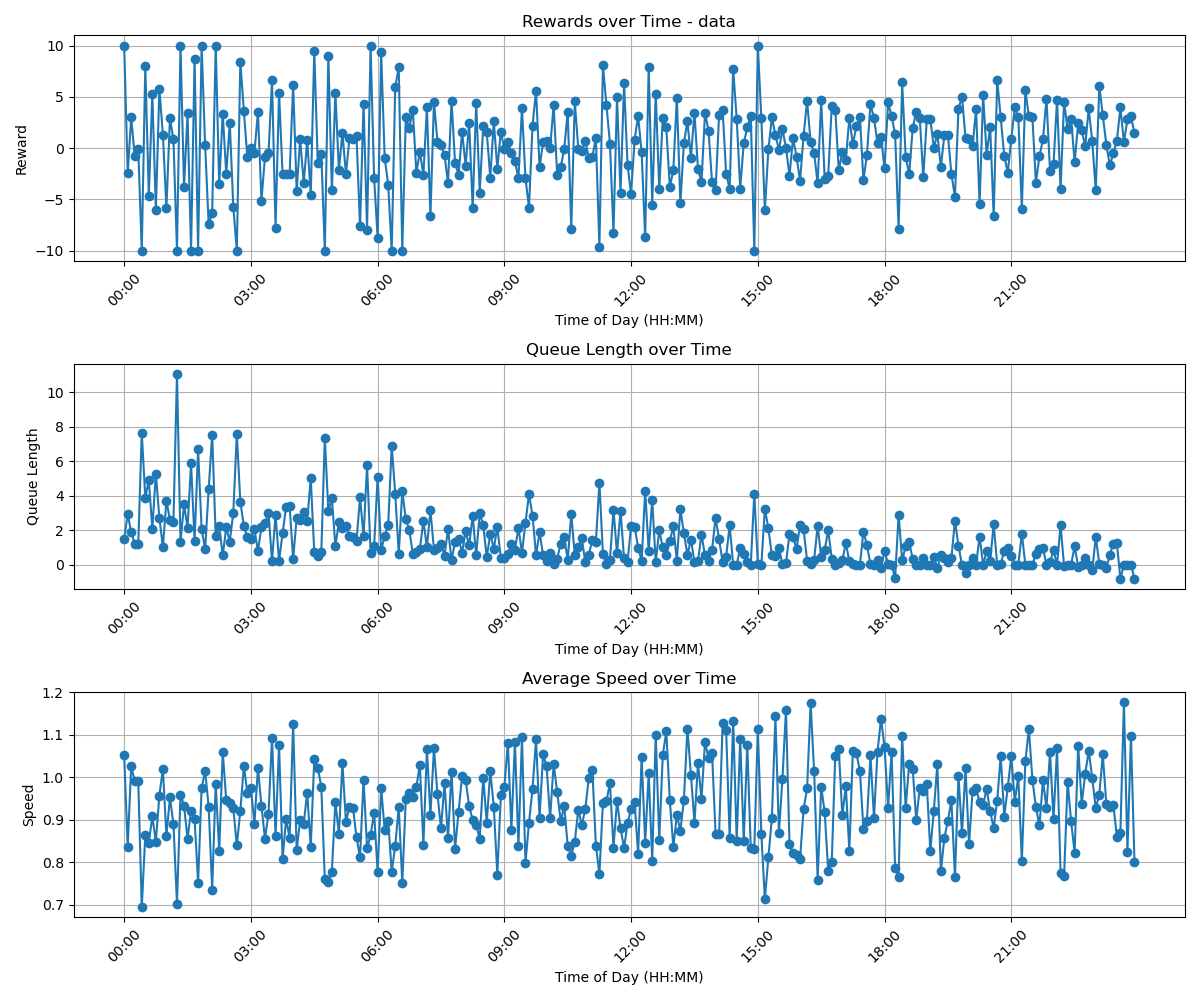 Rewards over Time - data
10
5
0
−5
−10
Reward
00:00 03:00 06:00 09:00 12:00 15:00 18:00 21:00
Time of Day (HH:MM)
Queue Length over Time
10
8
6
4
2
0
Queue Length
00:00 03:00 06:00 09:00 12:00 15:00 18:00 21:00
Time of Day (HH:MM)
Average Speed over Time
1.2
1.1
1.0
0.9
0.8
0.7
Speed
00:00 03:00 06:00 09:00 12:00 15:00 18:00 21:00
Time of Day (HH:MM)